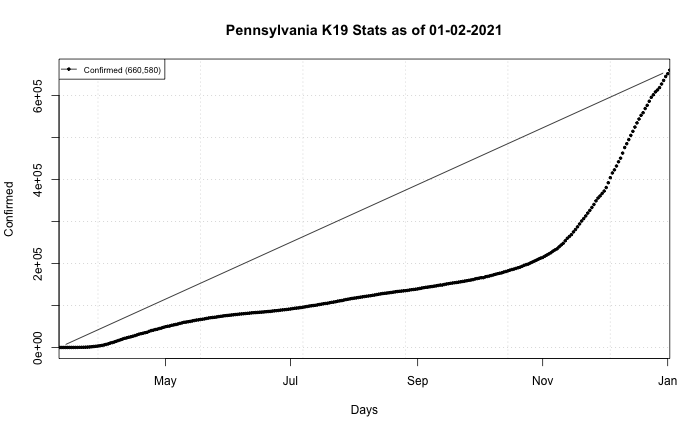 Pennsylvania K19 Stats as of 01-02-2021
Confirmed (660,580)
6e+05
4e+05
2e+05
0e+00
Confirmed
May Jul Sep Nov Jan
Days